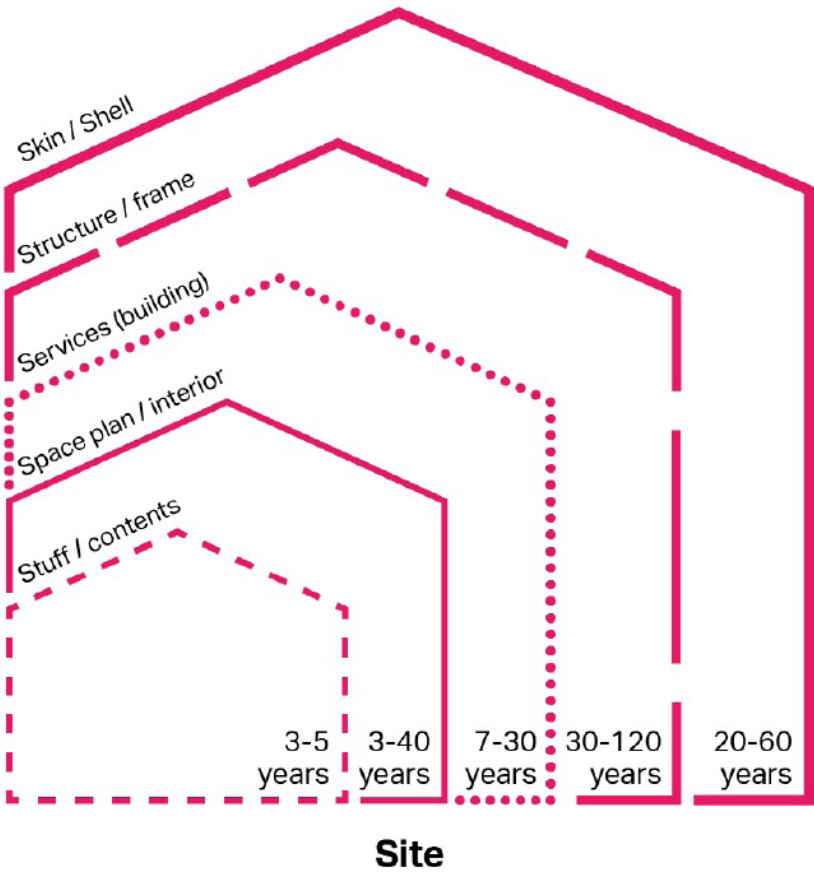 Skin / Shell
Structure / frame
Services (building)
Space plan / interior
Stuff / contents
3-5
years
3-40
years
7-30
years
30-120
years
20-60
years
Site